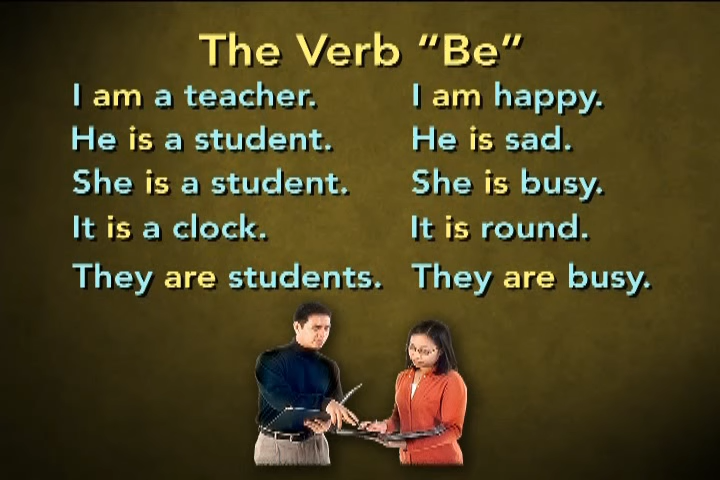 The Verb “Be”
I am a teacher.
He is a student.
She is a student.
It is a clock.
They are students.
I am happy.
He is sad.
She is busy.
It is round.
They are busy.